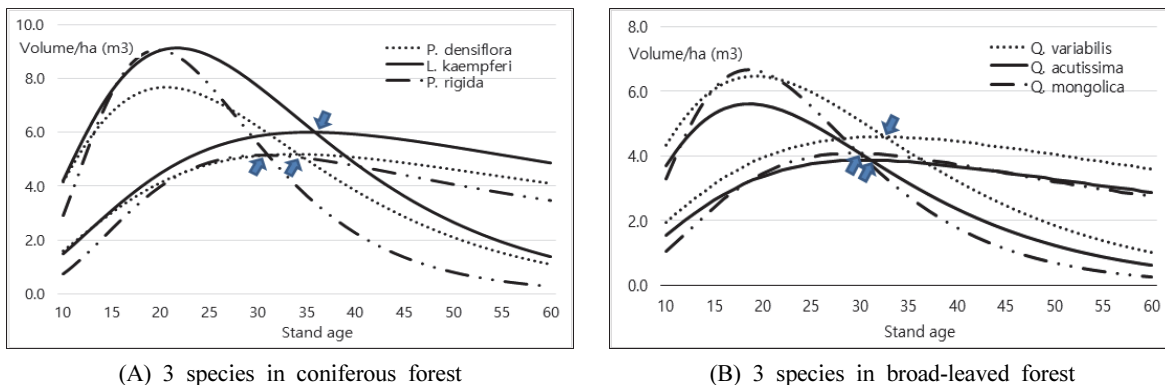 10.0
Volume/ha (m3)
P. densiflora
L. kaempferi
P. rigida
8.0
6.0
4.0
2.0
0.0
10 15 20 25 30 35 40 45 50 55 60
Stand age
(A) 3 species in coniferous forest
8.0
Volume/ha (m3)
Q. variabilis
Q. acutissima
Q. mongolica
6.0
4.0
2.0
0.0
10 15 20 25 30 35 40 45 50 55 60
Stand age
(B) 3 species in broad-leaved forest